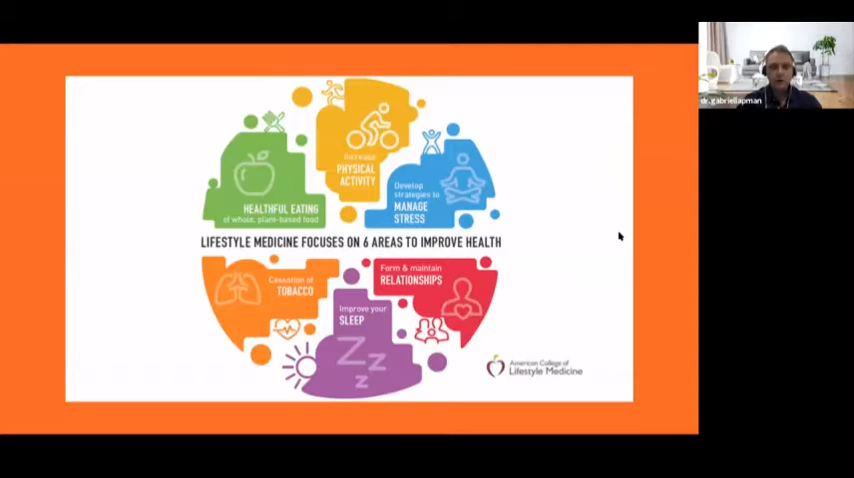 Increase
PHYSICAL
ACTIVITY
HEALTHFUL EATING
of whole, plant-based food
Develop
strategies to
MANAGE
STRESS
LIFESTYLE MEDICINE FOCUSES ON 6 AREAS TO IMPROVE HEALTH
Cessation of
TOBACCO
Improve your
SLEEP
Z Z Z
Form & maintain
RELATIONSHIPS
American College of
Lifestyle Medicine
dr.gabriellapman